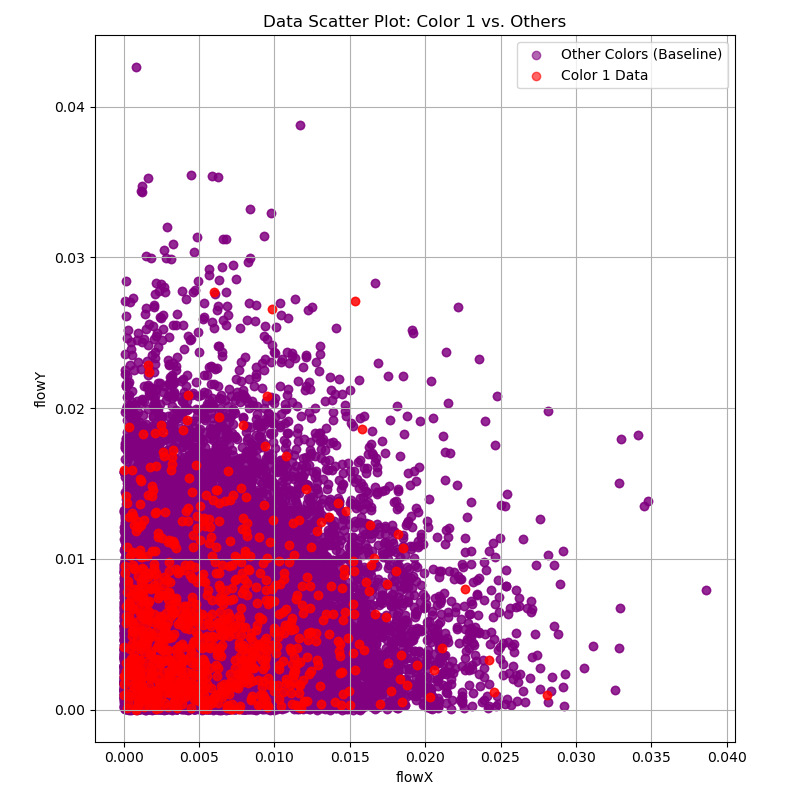 Data Scatter Plot: Color 1 vs. Others
Other Colors (Baseline)
Color 1 Data
0.04
0.03
0.02
0.01
0.00
flowY
0.000 0.005 0.010 0.015 0.020 0.025 0.030 0.035 0.040
flowX